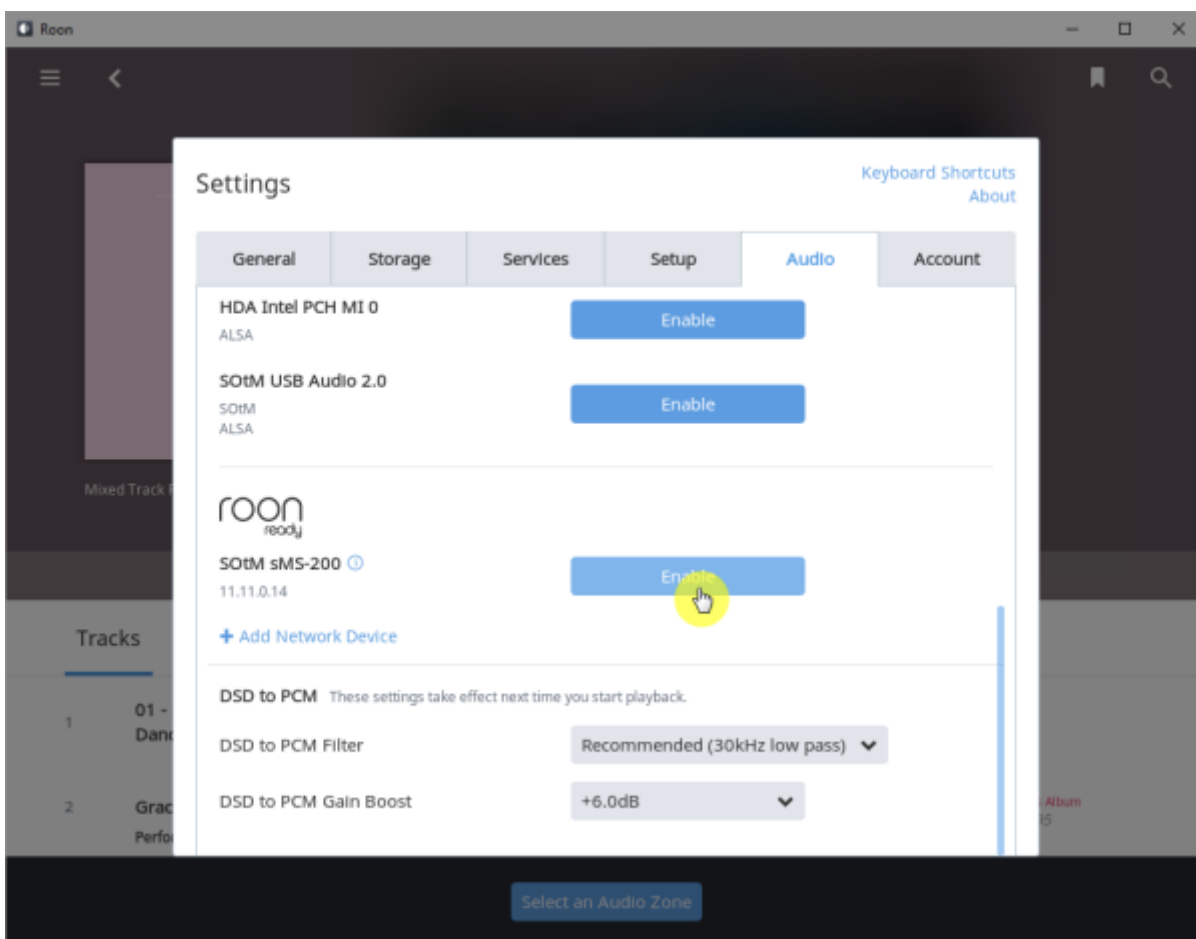 Roon
Settings
Keyboard Shortcuts
About
General Storage Services Setup Audio Account
HDA Intel PCH MI 0
Enable
ALSA
SOtM USB Audio 2.0
Enable
SOtM
ALSA
Mixed Track
roon
ready
SOtM sMS-200
Enable
11.11.0.14
+ Add Network Device
Tracks
DSD to PCM These settings take effect next time you start playback.
1
01 -
DSD to PCM Filter Recommended (30kHz low pass)
2
DSD to PCM Gain Boost +6.0dB
Album
Select an Audio Zone